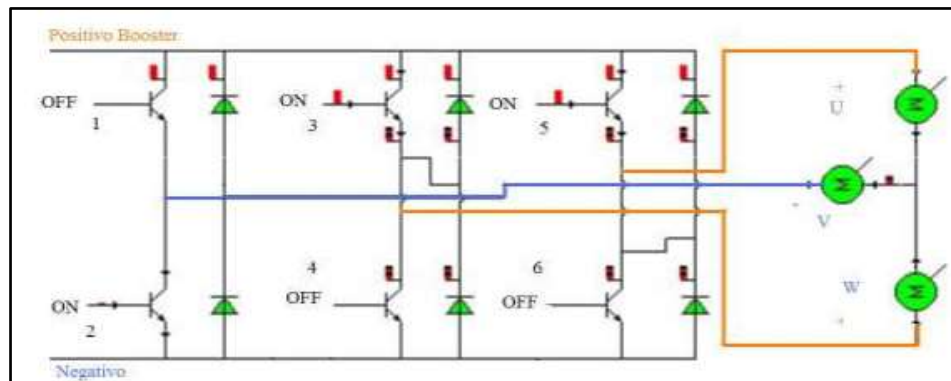 Positivo Booster
OFF
1
ON
3
ON
5
+
U
M
M
-
V
4
6
W
M
+
ON
2
OFF
OFF
Negativo